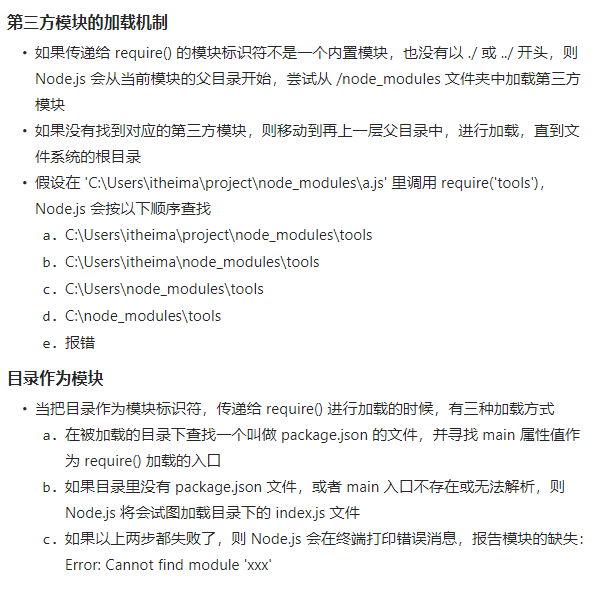 第三方模块的加载机制
• 如果传递给 require() 的模块标识符不是一个内置模块，也没有以 ./ 或 ../ 开头，则
Node.js 会从当前模块的父目录开始，尝试从 /node_modules 文件夹中加载第三方
模块
• 如果没有找到对应的第三方模块，则移动到再上一层父目录中，进行加载，直到文
件系统的根目录
• 假设在 'C:\Users\itheima\project\node_modules\a.js' 里调用 require('tools')，
Node.js 会按以下顺序查找
a. C:\Users\itheima\project\node_modules\tools
b. C:\Users\itheima\node_modules\tools
c. C:\Users\node_modules\tools
d. C:\node_modules\tools
e. 报错
目录作为模块
• 当把目录作为模块标识符，传递给 require() 进行加载的时候，有三种加载方式
a. 在被加载的目录下查找一个叫做 package.json 的文件，并寻找 main 属性值作
为 require() 加载的入口
b. 如果目录里没有 package.json 文件，或者 main 入口不存在或无法解析，则
Node.js 将会试图加载目录下的 index.js 文件
c. 如果以上两步都失败了，则 Node.js 会在终端打印错误消息，报告模块的缺失：
Error: Cannot find module 'xxx'